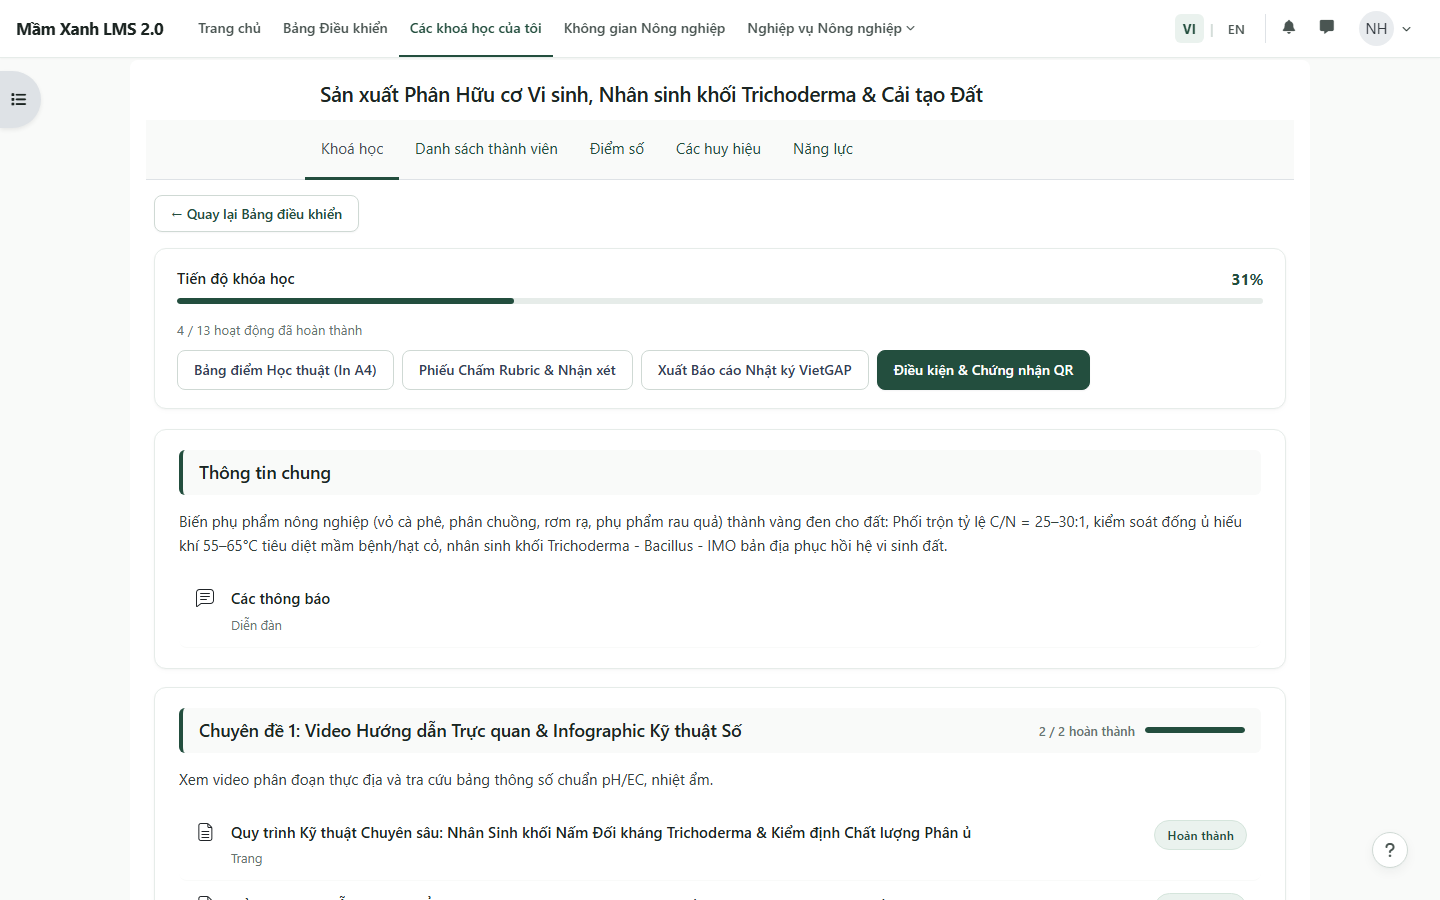 Mầm Xanh LMS 2.0
Trang chủ
Bảng Điều khiển
Các khoá học của tôi
Không gian Nông nghiệp
Nghiệp vụ Nông nghiệp
VI | EN
NH
Sản xuất Phân Hữu cơ Vi sinh, Nhân sinh khối Trichoderma & Cải tạo Đất
Khoá học
Danh sách thành viên
Điểm số
Các huy hiệu
Năng lực
← Quay lại Bảng điều khiển
Tiến độ khóa học
31%
4 / 13 hoạt động đã hoàn thành
Bảng điểm Học thuật (In A4)
Phiếu Chấm Rubric & Nhận xét
Xuất Báo cáo Nhật ký VietGAP
Điều kiện & Chứng nhận QR
Thông tin chung
Biến phụ phẩm nông nghiệp (vỏ cà phê, phân chuồng, rơm rạ, phụ phẩm rau quả) thành vàng đen cho đất: Phối trộn tỷ lệ C/N = 25–30:1, kiểm soát đống ủ hiếu
khí 55–65°C tiêu diệt mầm bệnh/hạt cỏ, nhân sinh khối Trichoderma - Bacillus - IMO bản địa phục hồi hệ vi sinh đất.
Các thông báo
Diễn đàn
Chuyên đề 1: Video Hướng dẫn Trực quan & Infographic Kỹ thuật Số
2 / 2 hoàn thành
Xem video phân đoạn thực địa và tra cứu bảng thông số chuẩn pH/EC, nhiệt ẩm.
Quy trình Kỹ thuật Chuyên sâu: Nhân Sinh khối Nấm Đối kháng Trichoderma & Kiểm định Chất lượng Phân ủ
Hoàn thành
Trang
?